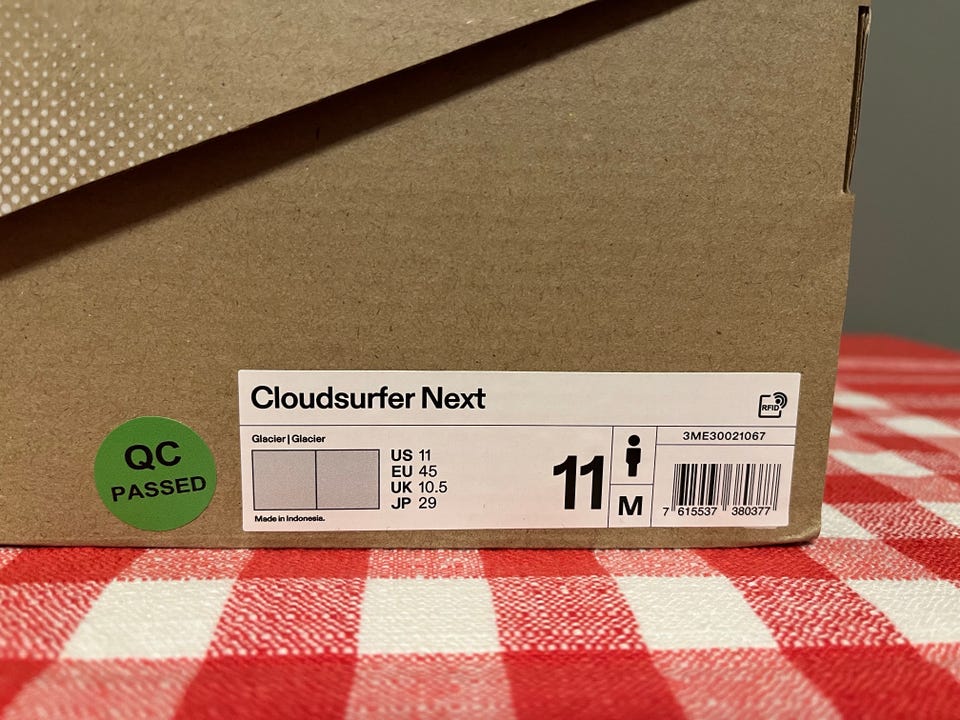 Cloudsurfer Next
RFID
Glacier | Glacier
US 11
EU 45
UK 10.5
JP 29
Made in Indonesia.
11
M
3ME30021067
7 615537 380377
QC
PASSED